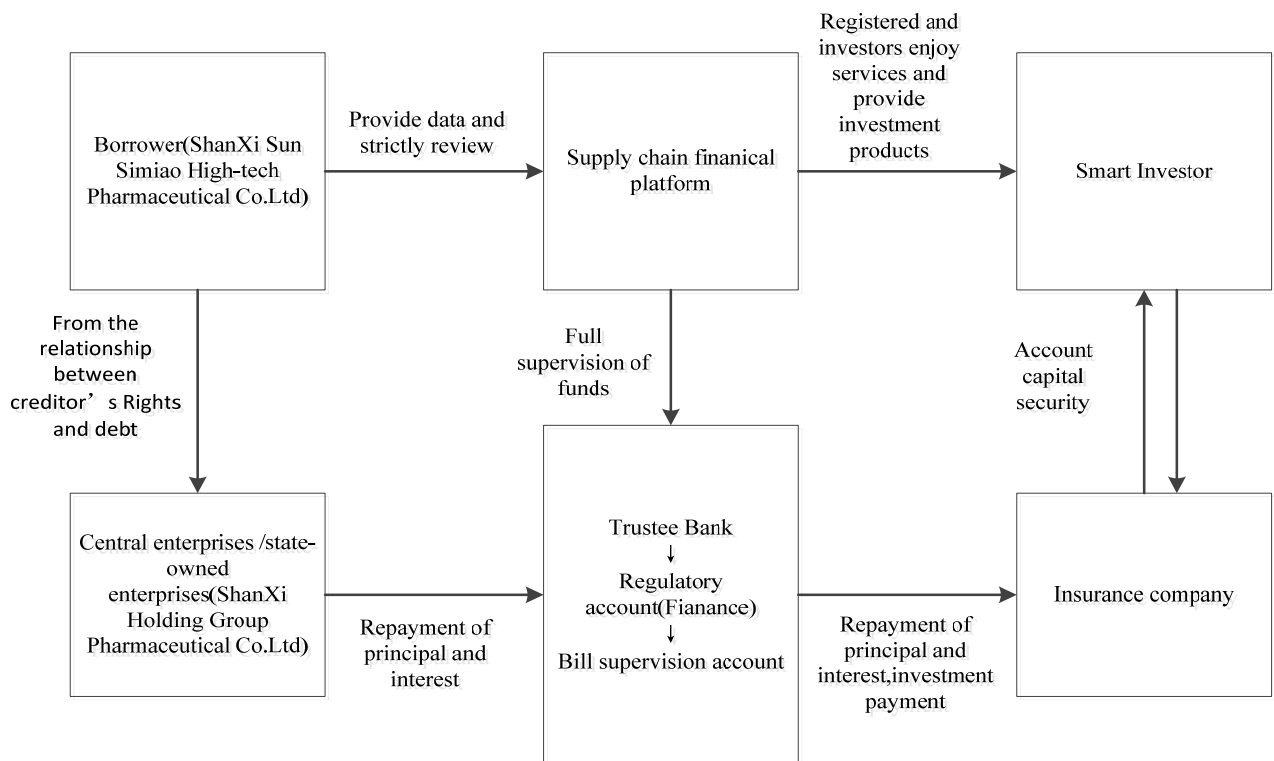 Borrower(ShanXi Sun
Simiao High-tech
Pharmaceutical Co.Ltd)
Provide data and
strictly review
Supply chain finanical
platform
Registered and
investors enjoy
services and
provide
investment
products
Smart Investor
From the
relationship
between
creditor’s Rights
and debt
Full
supervision of
funds
Account
capital
security
Central enterprises /state-
owned
enterprises(ShanXi
Holding Group
Pharmaceutical Co.Ltd)
Repayment of
principal and
interest
Trustee Bank
↓
Regulatory
account(Fianance)
↓
Bill supervision account
Repayment of
principal and
interest,investment
payment
Insurance company